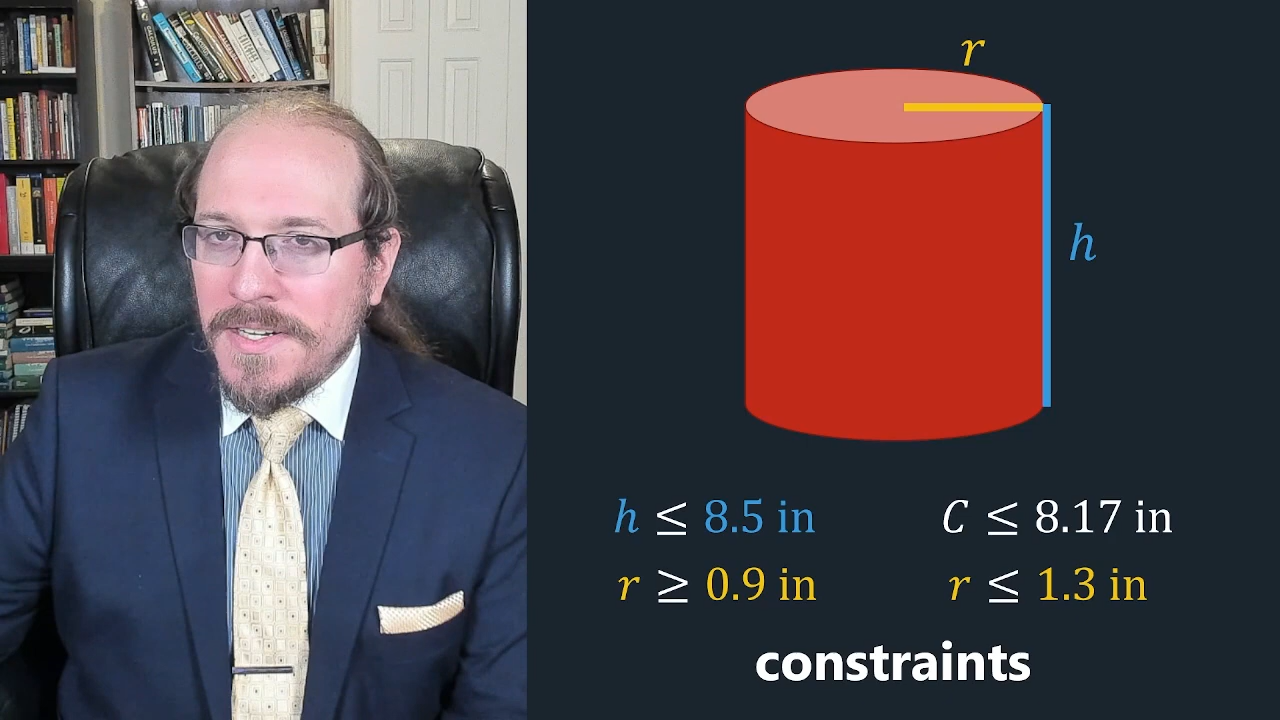 r
h
h ≤ 8.5 in
C ≤ 8.17 in
r ≥ 0.9 in
r ≤ 1.3 in
constraints